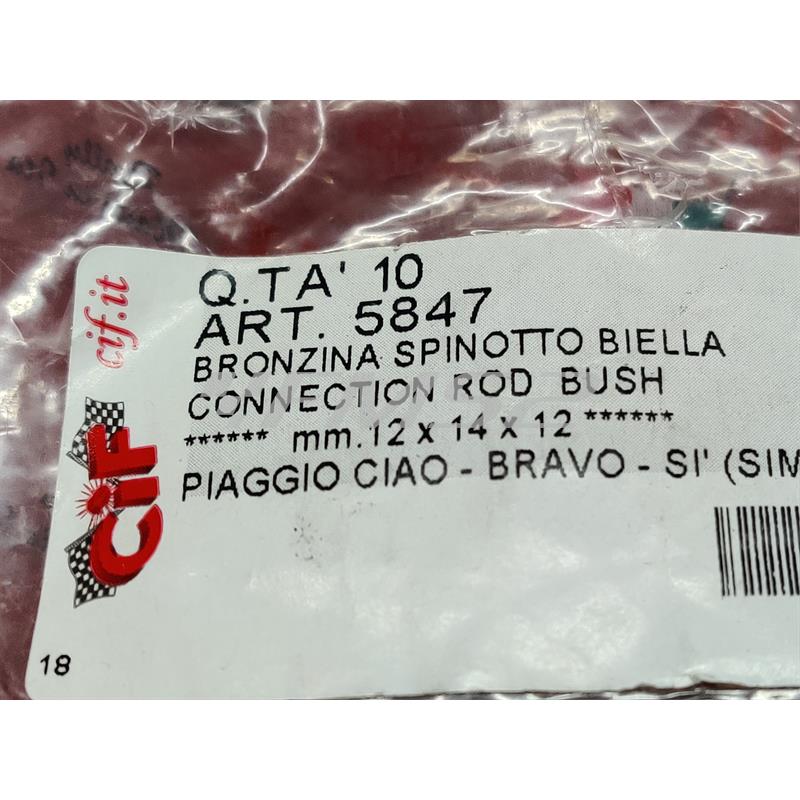 Q.TA' 10
ART. 5847
BRONZINA SPINOTTO BIELLA
CONNECTION ROD BUSH
****** mm.12 x 14 x 12 ******
PIAGGIO CIAO - BRAVO - SI' (SIM
cif.it
CIF
18